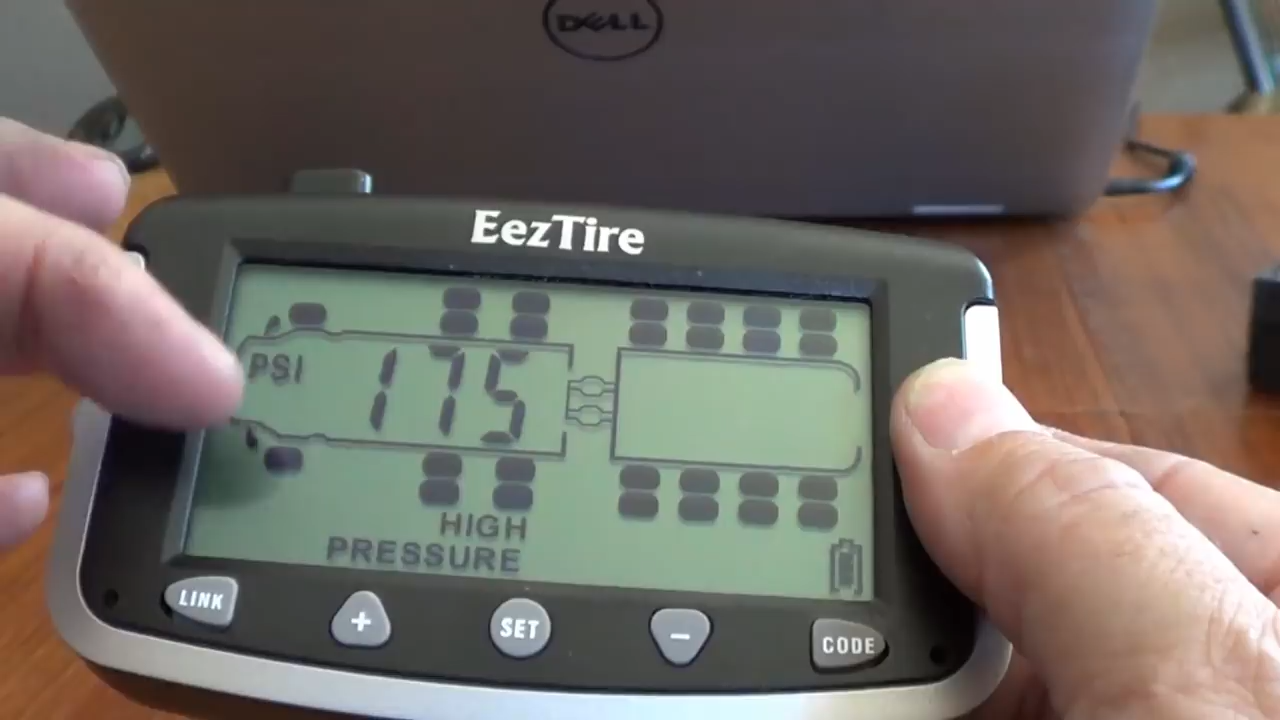 DELL
EezTire
PSI 175
HIGH
PRESSURE
LINK + SET - CODE